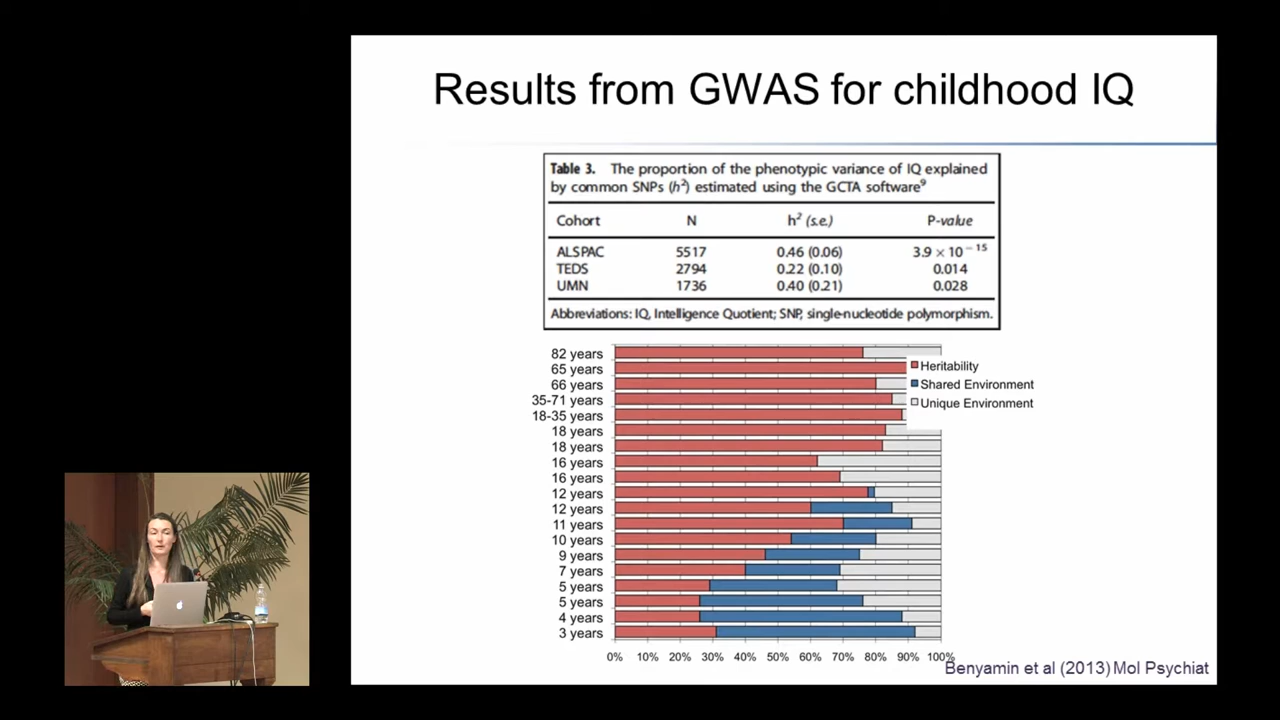 Results from GWAS for childhood IQ
Table 3. The proportion of the phenotypic variance of IQ explained
by common SNPs (h²) estimated using the GCTA software⁹
Cohort N h² (s.e.) P-value
ALSPAC 5517 0.46 (0.06) 3.9 × 10⁻¹⁵
TEDS 2794 0.22 (0.10) 0.014
UMN 1736 0.40 (0.21) 0.028
Abbreviations: IQ, Intelligence Quotient; SNP, single-nucleotide polymorphism.
82 years
65 years
66 years
35-71 years
18-35 years
18 years
18 years
16 years
16 years
12 years
12 years
11 years
10 years
9 years
7 years
5 years
5 years
4 years
3 years
Heritability
Shared Environment
Unique Environment
0% 10% 20% 30% 40% 50% 60% 70% 80% 90% 100%
Benyamin et al (2013) Mol Psychiat